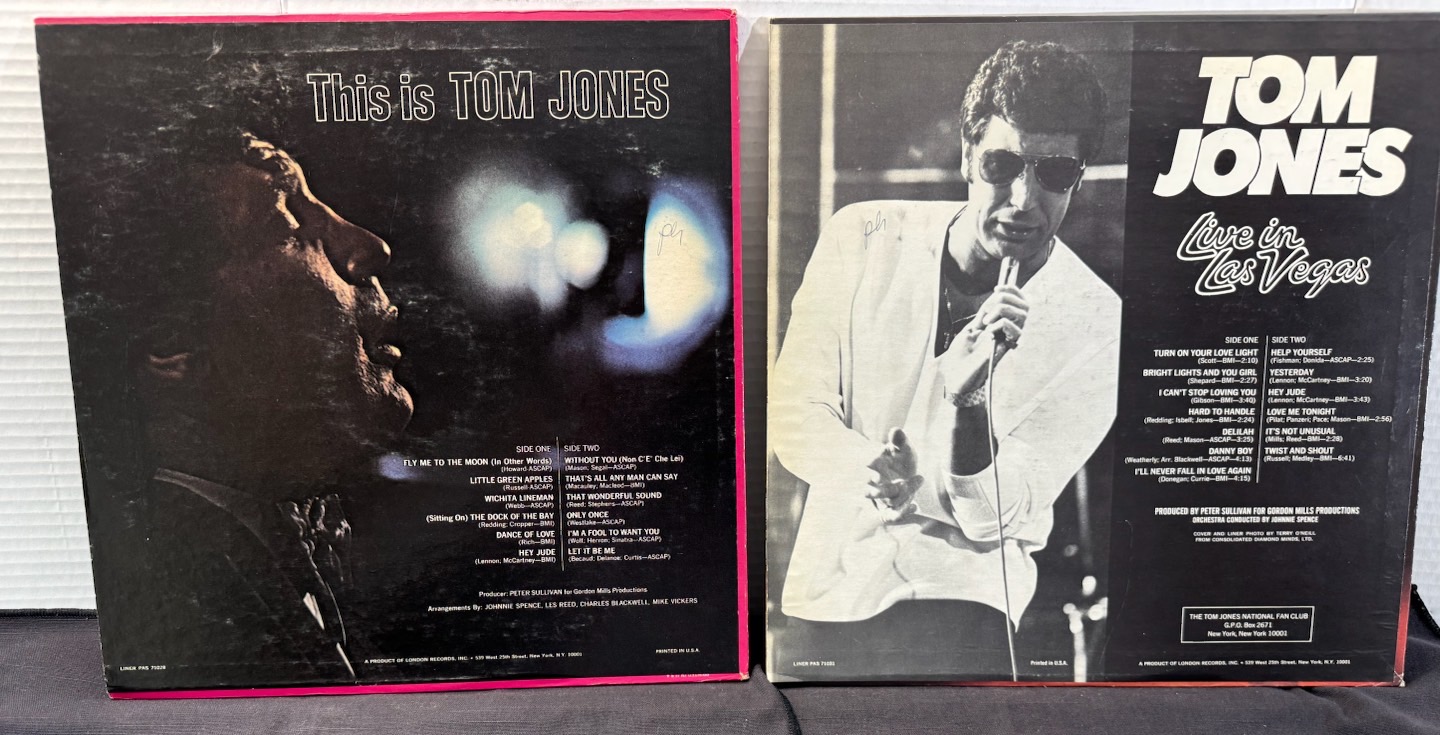 This is TOM JONES
ph.
SIDE ONE
FLY ME TO THE MOON (In Other Words)
(Howard-ASCAP)
LITTLE GREEN APPLES
(Russell-ASCAP)
WICHITA LINEMAN
(Webb—ASCAP)
(Sitting On) THE DOCK OF THE BAY
(Redding; Cropper—BMI)
DANCE OF LOVE
(Rich—BMI)
HEY JUDE
(Lennon; McCartney—BMI)
SIDE TWO
WITHOUT YOU (Non C'E' Che Lei)
(Mason; Segal—ASCAP)
THAT'S ALL ANY MAN CAN SAY
(Macauley; Macleod—BMI)
THAT WONDERFUL SOUND
(Reed; Stephens—ASCAP)
ONLY ONCE
(Westlake—ASCAP)
I'M A FOOL TO WANT YOU
(Wolf; Herron; Sinatra—ASCAP)
LET IT BE ME
(Becaud; Delanoe; Curtis—ASCAP)
Producer: PETER SULLIVAN for Gordon Mills Productions
Arrangements By: JOHNNIE SPENCE, LES REED, CHARLES BLACKWELL, MIKE VICKERS
LINER PAS 71028
A PRODUCT OF LONDON RECORDS, INC. • 539 West 25th Street, New York, N.Y. 10001
PRINTED IN U.S.A.
TOM
JONES
Live in
Las Vegas
ph
SIDE ONE
TURN ON YOUR LOVE LIGHT
(Scott—BMI—2:10)
BRIGHT LIGHTS AND YOU GIRL
(Shepard—BMI—2:27)
I CAN'T STOP LOVING YOU
(Gibson—BMI—3:40)
HARD TO HANDLE
(Redding; Isbell; Jones—BMI—2:24)
DELILAH
(Reed; Mason—ASCAP—3:25)
DANNY BOY
(Weatherly; Arr. Blackwell—ASCAP—4:13)
I'LL NEVER FALL IN LOVE AGAIN
(Donegan; Currie—BMI—4:15)
SIDE TWO
HELP YOURSELF
(Fishman; Donida—ASCAP—2:25)
YESTERDAY
(Lennon; McCartney—BMI—3:20)
HEY JUDE
(Lennon; McCartney—BMI—3:43)
LOVE ME TONIGHT
(Pilat; Panzeri; Pace; Mason—BMI—2:56)
IT'S NOT UNUSUAL
(Mills; Reed—BMI—2:28)
TWIST AND SHOUT
(Russell; Medley—BMI—6:41)
PRODUCED BY PETER SULLIVAN FOR GORDON MILLS PRODUCTIONS
ORCHESTRA CONDUCTED BY JOHNNIE SPENCE
COVER AND LINER PHOTO BY TERRY O'NEILL
FROM CONSOLIDATED DIAMOND MINDS, LTD.
THE TOM JONES NATIONAL FAN CLUB
G.P.O. Box 2671
New York, New York 10001
LINER PAS 71031
Printed in U.S.A.
A PRODUCT OF LONDON RECORDS, INC. • 539 West 25th Street, New York, N.Y. 10001